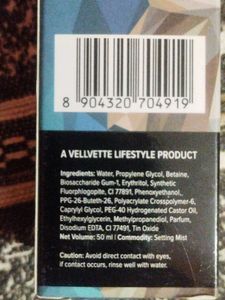 8 904320 704919
A VELLVETTE LIFESTYLE PRODUCT
Ingredients: Water, Propylene Glycol, Betaine,
Biosaccharide Gum-1, Erythritol, Synthetic
Fluorphlogopite, CI 77891, Phenoxyethanol,
PPG-26-Buteth-26, Polyacrylate Crosspolymer-6,
Caprylyl Glycol, PEG-40 Hydrogenated Castor Oil,
Ethylhexylglycerin, Methylpropanediol, Parfum,
Disodium EDTA, CI 77491, Tin Oxide
Net Volume: 50 ml | Commodity: Setting Mist
Caution: Avoid direct contact with eyes,
if contact occurs, rinse well with water.